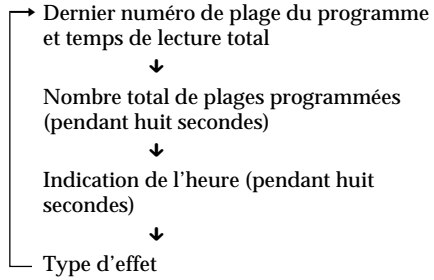 Dernier numéro de plage du programme
et temps de lecture total
Nombre total de plages programmées
(pendant huit secondes)
Indication de l'heure (pendant huit
secondes)
Type d'effet